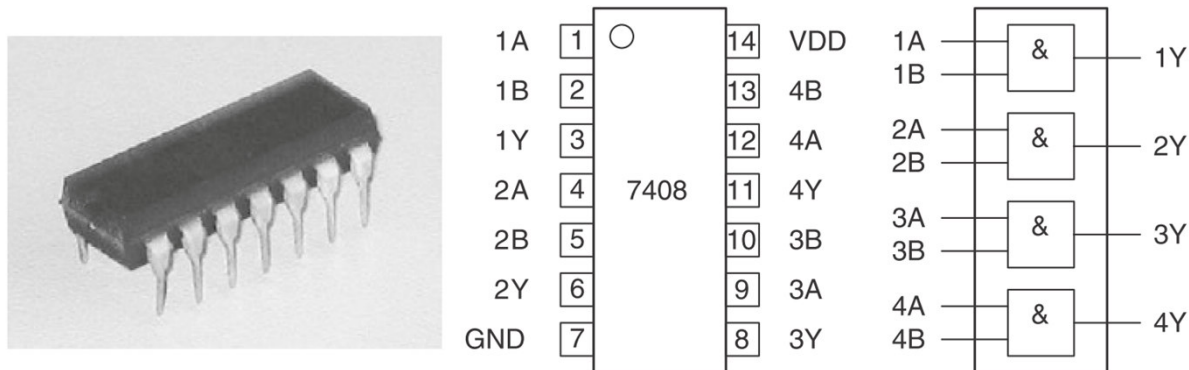 1A 1 14 VDD
1B 2 13 4B
1Y 3 12 4A
2A 4 7408 11 4Y
2B 5 10 3B
2Y 6 9 3A
GND 7 8 3Y
1A & 1Y
1B
2A & 2Y
2B
3A & 3Y
3B
4A & 4Y
4B